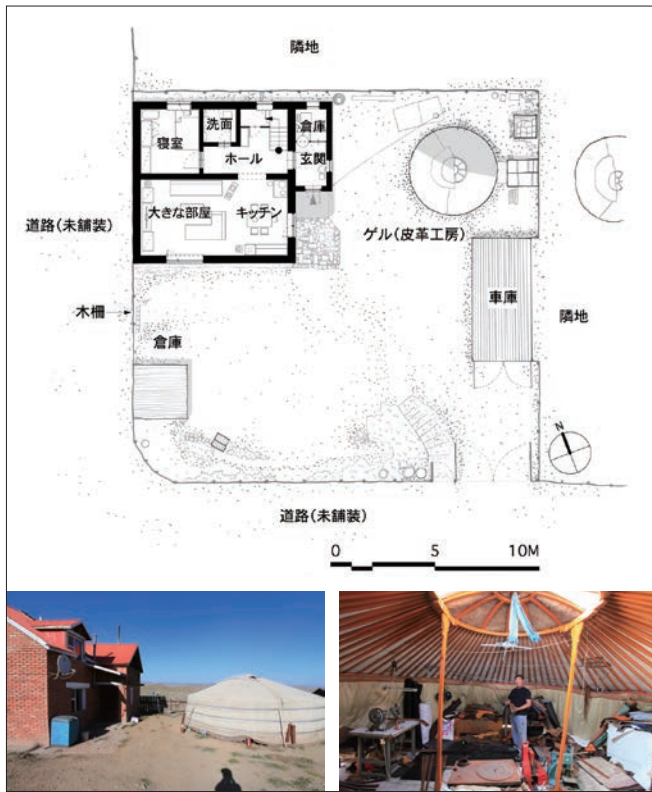 隣地
洗面
倉庫
寝室
ホール
玄関
大きな部屋
キッチン
道路(未舗装)
ゲル(皮革工房)
車庫
木柵
隣地
倉庫
N
道路(未舗装)
0 5 10M